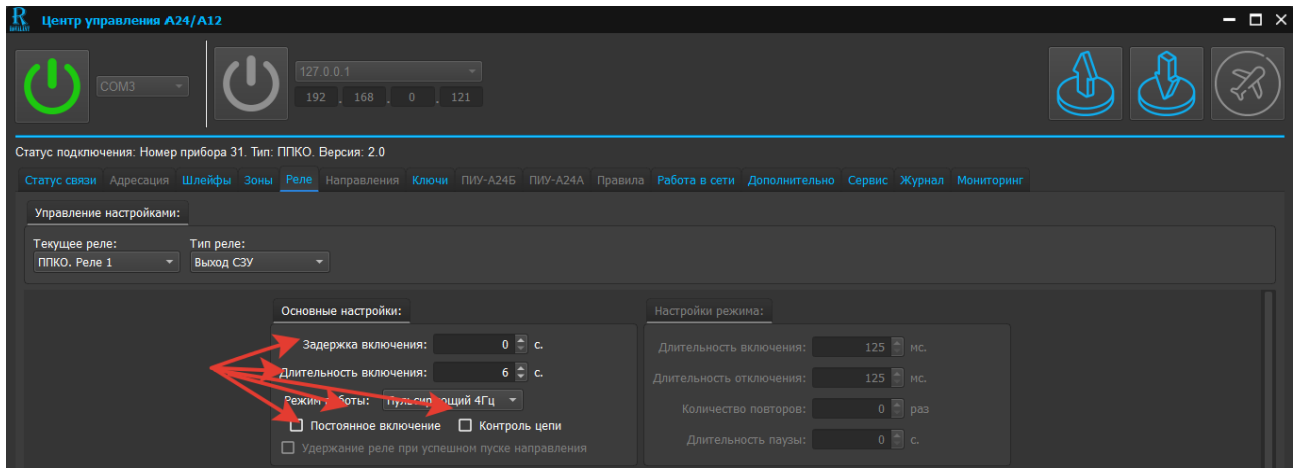 R Центр управления А24/А12
COM3
127.0.0.1
192 . 168 . 0 . 121
Статус подключения: Номер прибора 31. Тип: ППКО. Версия: 2.0
Статус связи Адресация Шлейфы Зоны Реле Направления Ключи ПИУ-А24Б ПИУ-А24А Правила Работа в сети Дополнительно Сервис Журнал Мониторинг
Управление настройками:
Текущее реле: Тип реле:
ППКО. Реле 1 Выход СЗУ
Основные настройки: Настройки режима:
Задержка включения: 0 с. Длительность включения: 125 мс.
Длительность включения: 6 с. Длительность отключения: 125 мс.
Режим работы: Пульсирующий 4Гц Количество повторов: 0 раз
Постоянное включение Контроль цепи Длительность паузы: 0 с.
Удержание реле при успешном пуске направления